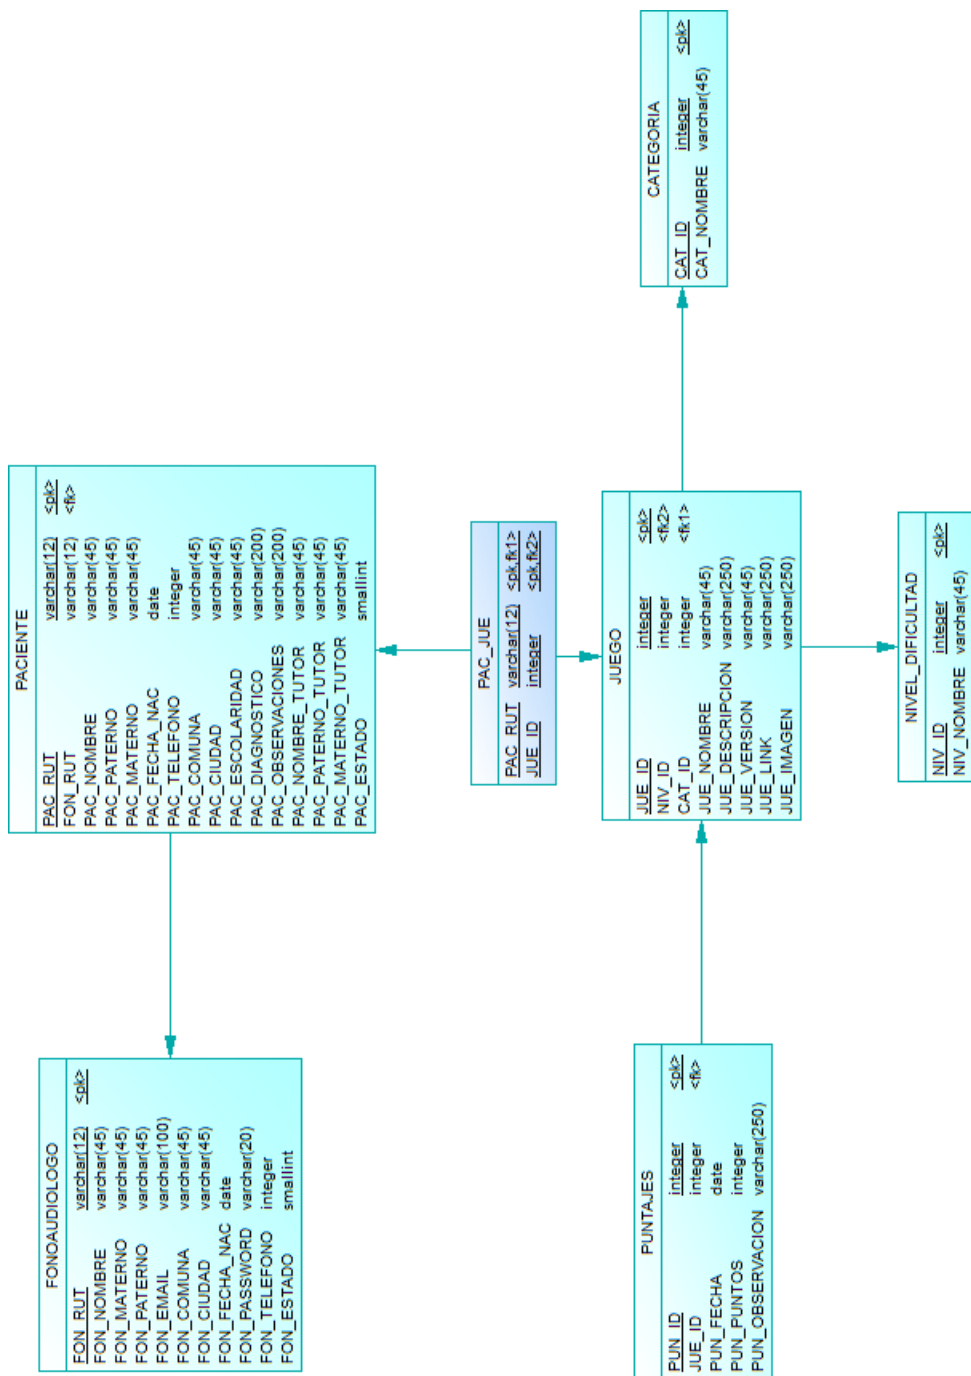 FONOAUDIOLOGO
FON_RUT varchar(12) <pk>
FON_NOMBRE varchar(45)
FON_MATERNO varchar(45)
FON_PATERNO varchar(45)
FON_EMAIL varchar(100)
FON_COMUNA varchar(45)
FON_CIUDAD varchar(45)
FON_FECHA_NAC date
FON_PASSWORD varchar(20)
FON_TELEFONO integer
FON_ESTADO smallint
PACIENTE
PAC_RUT varchar(12) <pk>
FON_RUT varchar(12) <fk>
PAC_NOMBRE varchar(45)
PAC_PATERNO varchar(45)
PAC_MATERNO varchar(45)
PAC_FECHA_NAC date
PAC_TELEFONO integer
PAC_COMUNA varchar(45)
PAC_CIUDAD varchar(45)
PAC_ESCOLARIDAD varchar(45)
PAC_DIAGNOSTICO varchar(200)
PAC_OBSERVACIONES varchar(200)
PAC_NOMBRE_TUTOR varchar(45)
PAC_PATERNO_TUTOR varchar(45)
PAC_MATERNO_TUTOR varchar(45)
PAC_ESTADO smallint
PAC_JUE
PAC_RUT varchar(12) <pk,fk1>
JUE_ID integer <pk,fk2>
PUNTAJES
PUN_ID integer <pk>
JUE_ID integer <fk>
PUN_FECHA date
PUN_PUNTOS integer
PUN_OBSERVACION varchar(250)
JUEGO
JUE_ID integer <pk>
NIV_ID integer <fk2>
CAT_ID integer <fk1>
JUE_NOMBRE varchar(45)
JUE_DESCRIPCION varchar(250)
JUE_VERSION varchar(45)
JUE_LINK varchar(250)
JUE_IMAGEN varchar(250)
CATEGORIA
CAT_ID integer <pk>
CAT_NOMBRE varchar(45)
NIVEL_DIFICULTAD
NIV_ID integer <pk>
NIV_NOMBRE varchar(45)